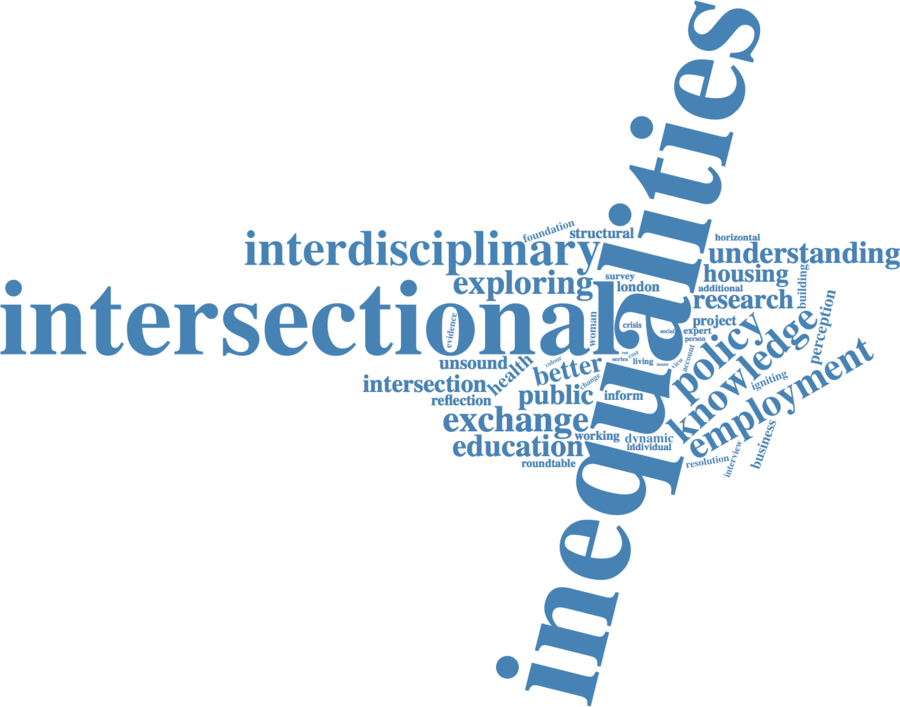 inequalities
foundation
structural
horizontal
interdisciplinary
understanding
exploring
survey
housing
building
london
additional
intersectional
research
evidence
woman
crisis
project
perception
social
expert
person
policy
knowledge
unsound
health
colour
better
change
series
cost
living
more
view
account
employment
igniting
intersection
public
inform
reflection
exchange
working
dynamic
individual
education
business
roundtable
resolution
interview